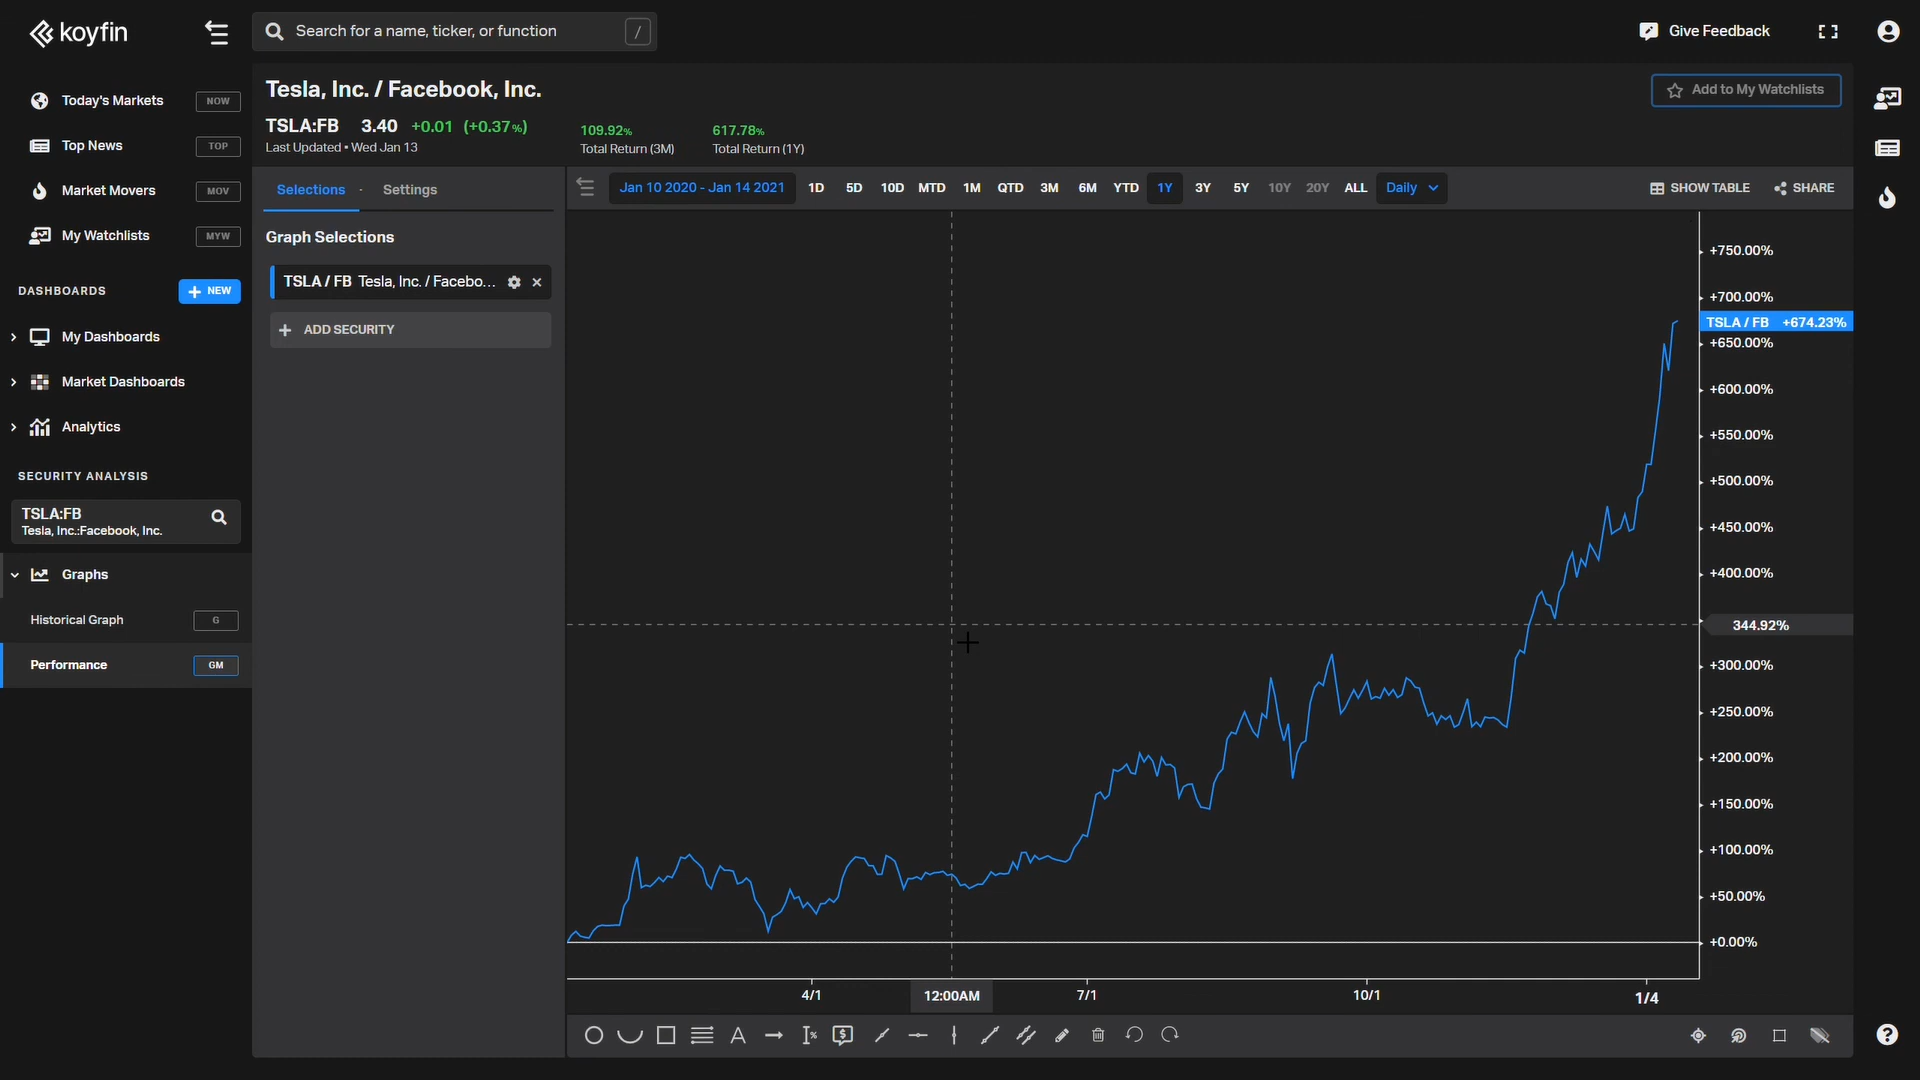 koyfin
Search for a name, ticker, or function
/
Give Feedback
Today's Markets NOW
Top News TOP
Market Movers MOV
My Watchlists MYW
DASHBOARDS
NEW
My Dashboards
Market Dashboards
Analytics
SECURITY ANALYSIS
TSLA:FB
Tesla, Inc.:Facebook, Inc.
Graphs
Historical Graph G
Performance GM
Tesla, Inc. / Facebook, Inc.
Add to My Watchlists
TSLA:FB 3.40 +0.01 (+0.37%)
Last Updated • Wed Jan 13
109.92%
Total Return (3M)
617.78%
Total Return (1Y)
Selections
Settings
Graph Selections
TSLA / FB Tesla, Inc. / Facebo...
ADD SECURITY
Jan 10 2020 - Jan 14 2021 1D 5D 10D MTD 1M QTD 3M 6M YTD 1Y 3Y 5Y 10Y 20Y ALL Daily
SHOW TABLE
SHARE
+750.00%
+700.00%
TSLA / FB +674.23%
+650.00%
+600.00%
+550.00%
+500.00%
+450.00%
+400.00%
344.92%
+300.00%
+250.00%
+200.00%
+150.00%
+100.00%
+50.00%
+0.00%
4/1 12:00AM 7/1 10/1 1/4